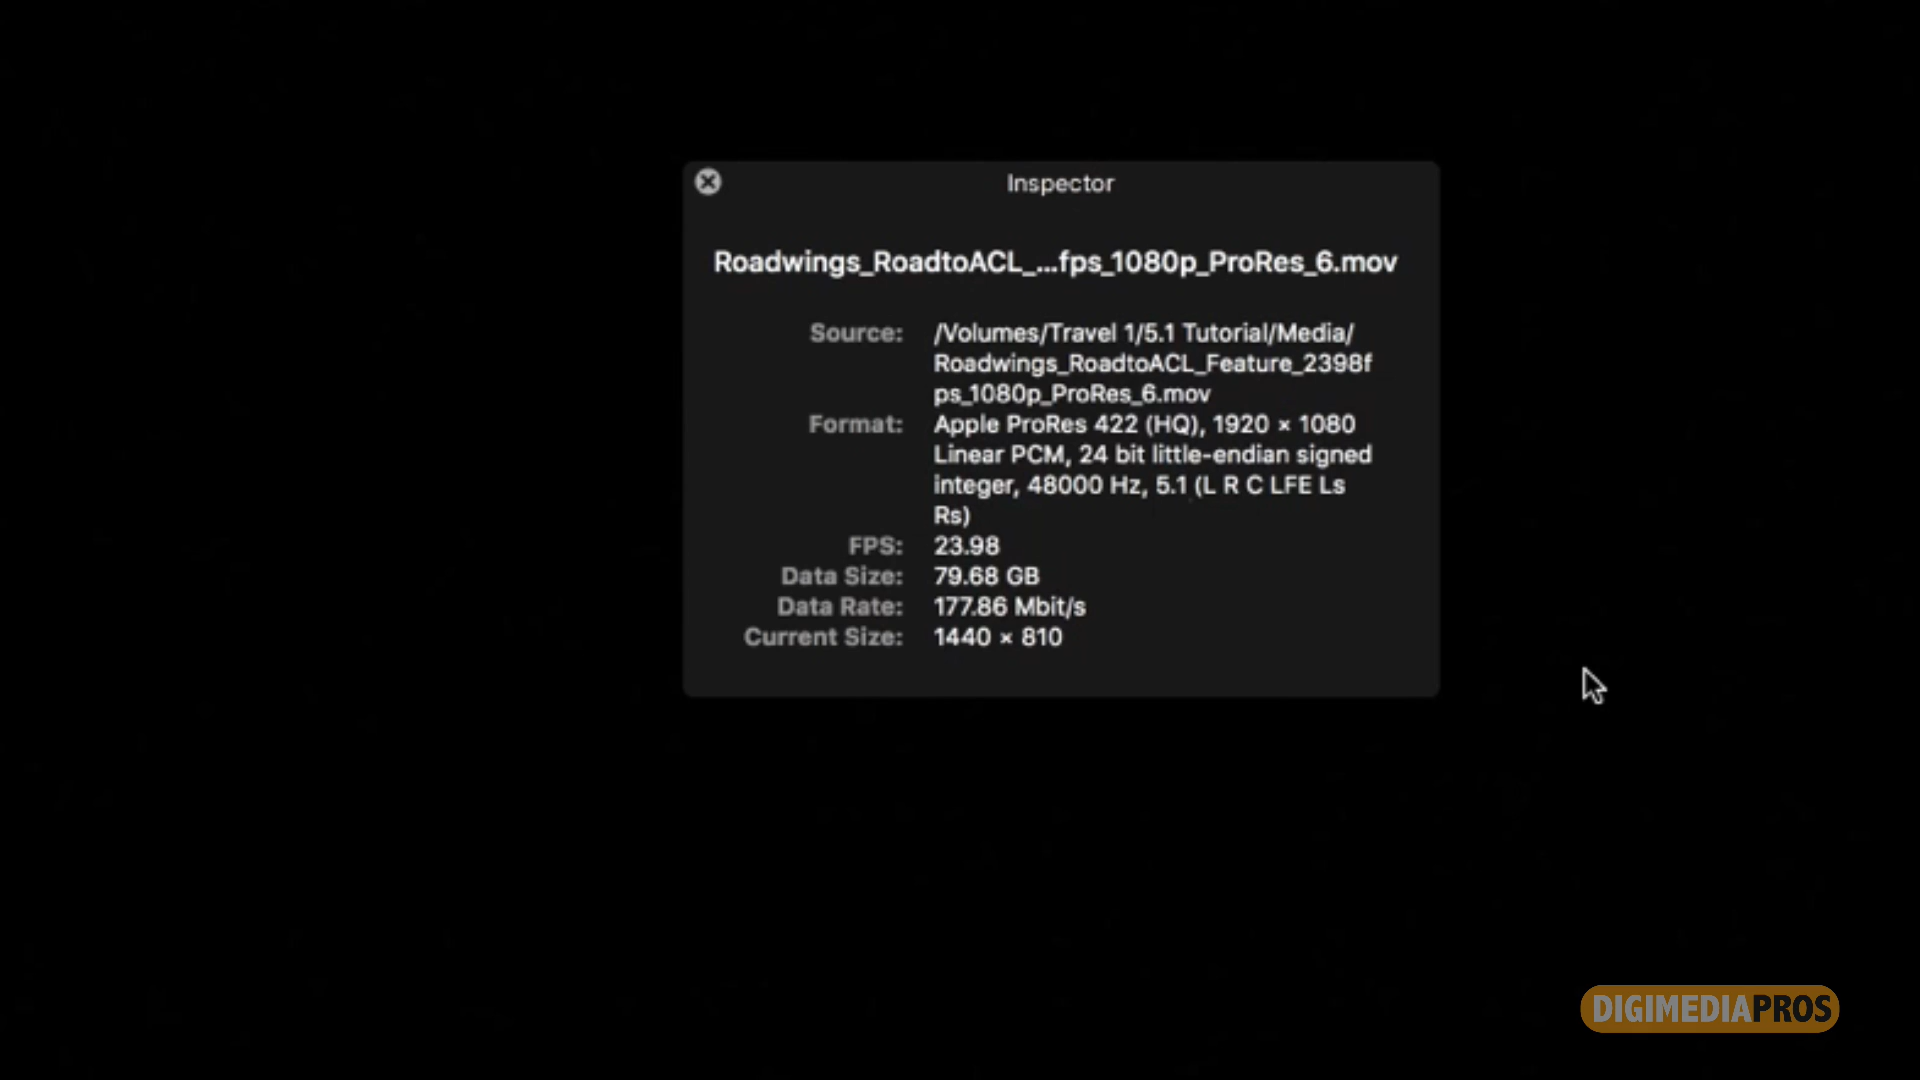 Inspector
Roadwings_RoadtoACL_...fps_1080p_ProRes_6.mov
Source: /Volumes/Travel 1/5.1 Tutorial/Media/
Roadwings_RoadtoACL_Feature_2398f
ps_1080p_ProRes_6.mov
Format: Apple ProRes 422 (HQ), 1920 × 1080
Linear PCM, 24 bit little-endian signed
integer, 48000 Hz, 5.1 (L R C LFE Ls
Rs)
FPS: 23.98
Data Size: 79.68 GB
Data Rate: 177.86 Mbit/s
Current Size: 1440 × 810
DIGIMEDIAPROS